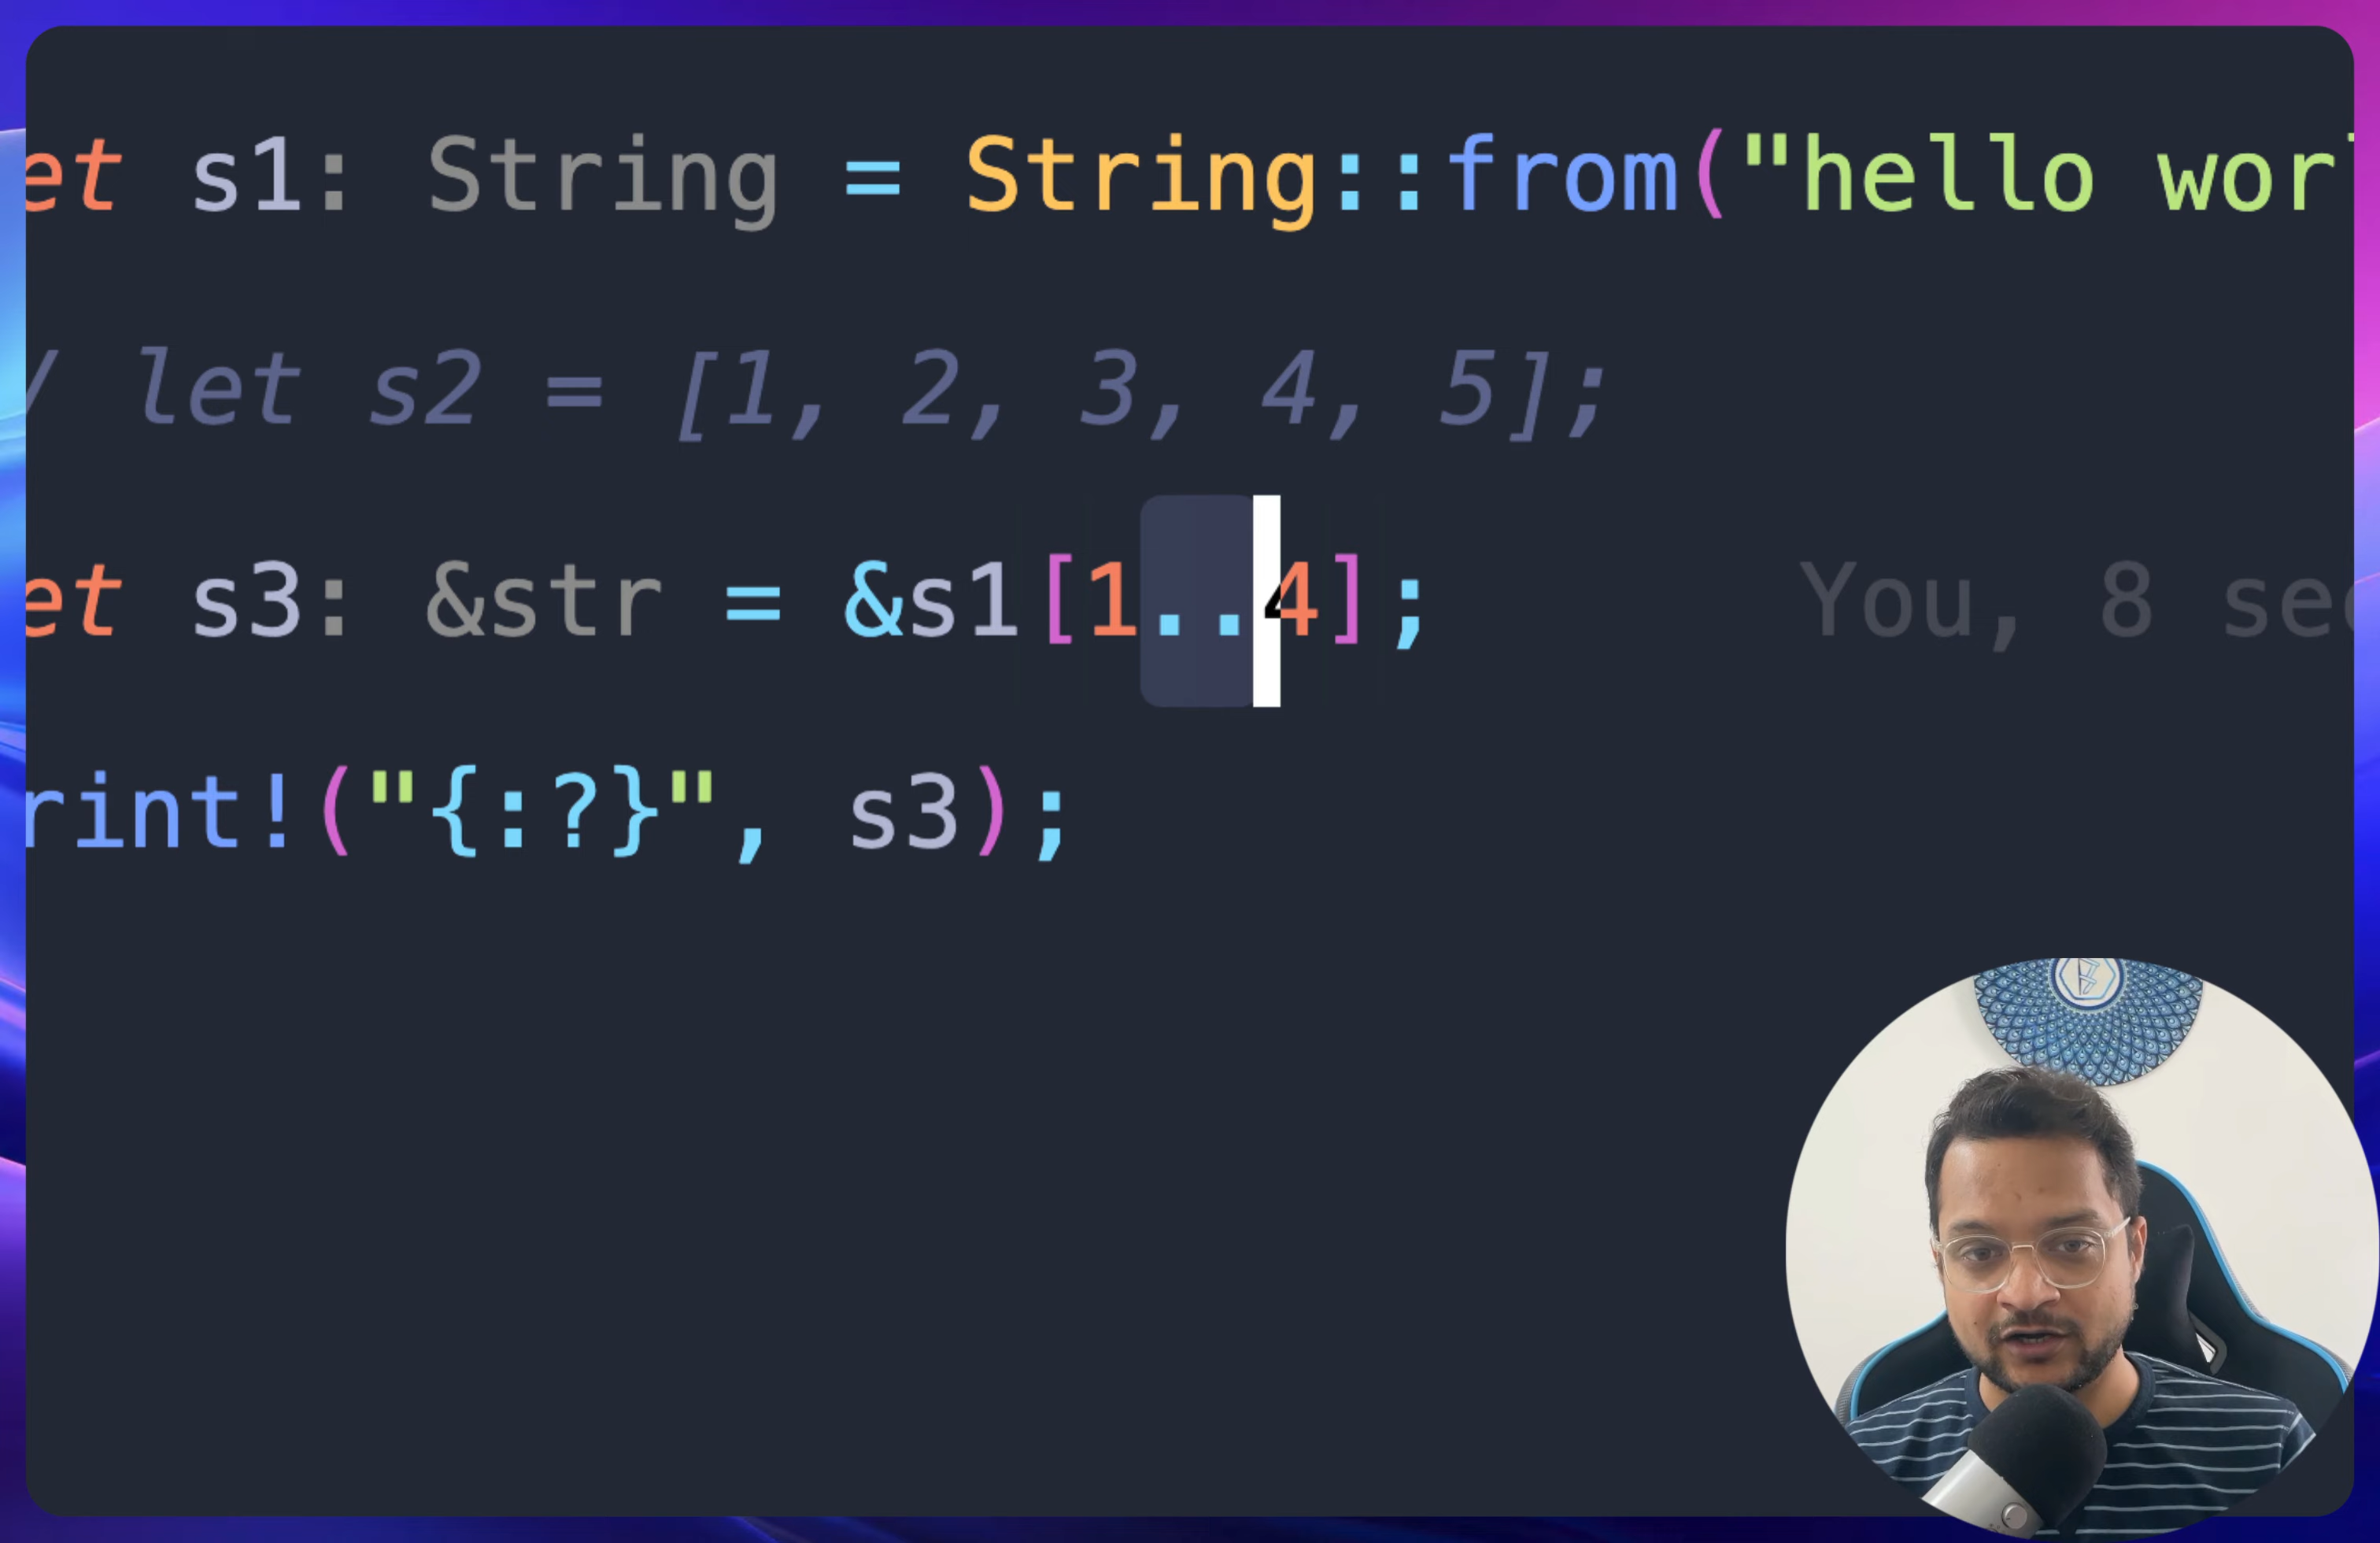 et s1: String = String::from("hello wor
/ let s2 = [1, 2, 3, 4, 5];
et s3: &str = &s1[1..4]; You, 8 sec
rint!("{:?}", s3);